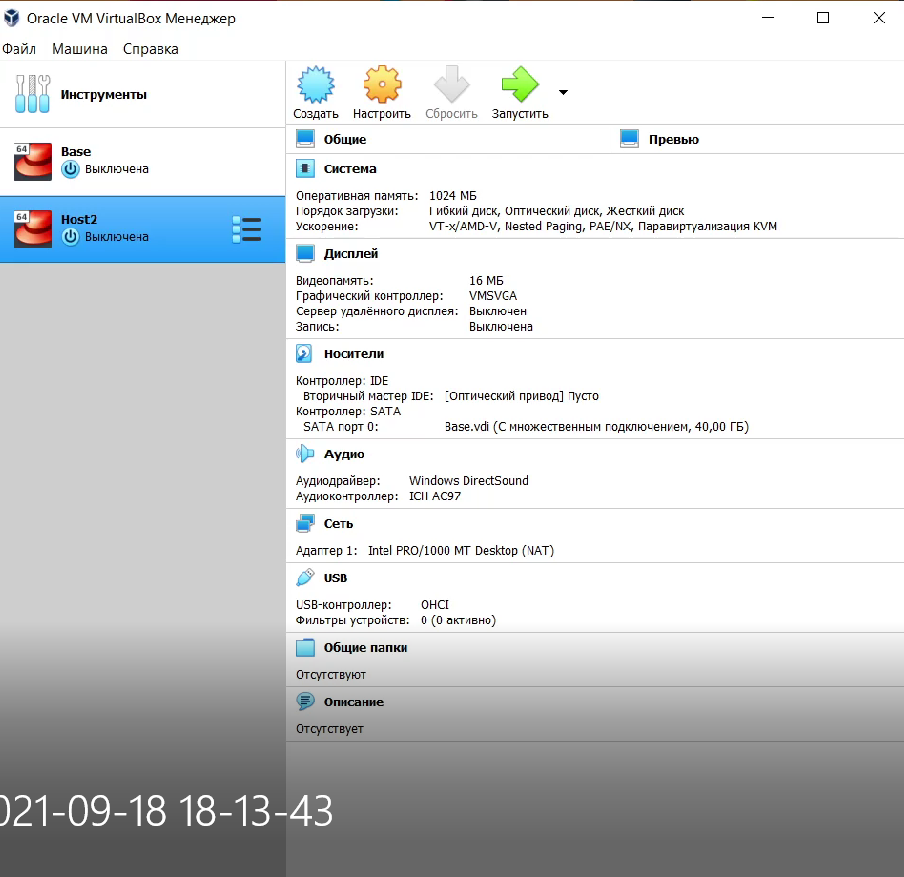 Oracle VM VirtualBox Менеджер
Файл Машина Справка
Инструменты
64 Base
Выключена
64 Host2
Выключена
Создать Настроить Сбросить Запустить
Общие Превью
Система
Оперативная память: 1024 МБ
Порядок загрузки: Гибкий диск, Оптический диск, Жесткий диск
Ускорение: VT-x/AMD-V, Nested Paging, PAE/NX, Паравиртуализация KVM
Дисплей
Видеопамять: 16 МБ
Графический контроллер: VMSVGA
Сервер удалённого дисплея: Выключен
Запись: Выключена
Носители
Контроллер: IDE
Вторичный мастер IDE: [Оптический привод] Пусто
Контроллер: SATA
SATA порт 0: Base.vdi (С множественным подключением, 40,00 ГБ)
Аудио
Аудиодрайвер: Windows DirectSound
Аудиоконтроллер: ICH AC97
Сеть
Адаптер 1: Intel PRO/1000 MT Desktop (NAT)
USB
USB-контроллер: OHCI
Фильтры устройств: 0 (0 активно)
Общие папки
Отсутствуют
Описание
Отсутствует
021-09-18 18-13-43